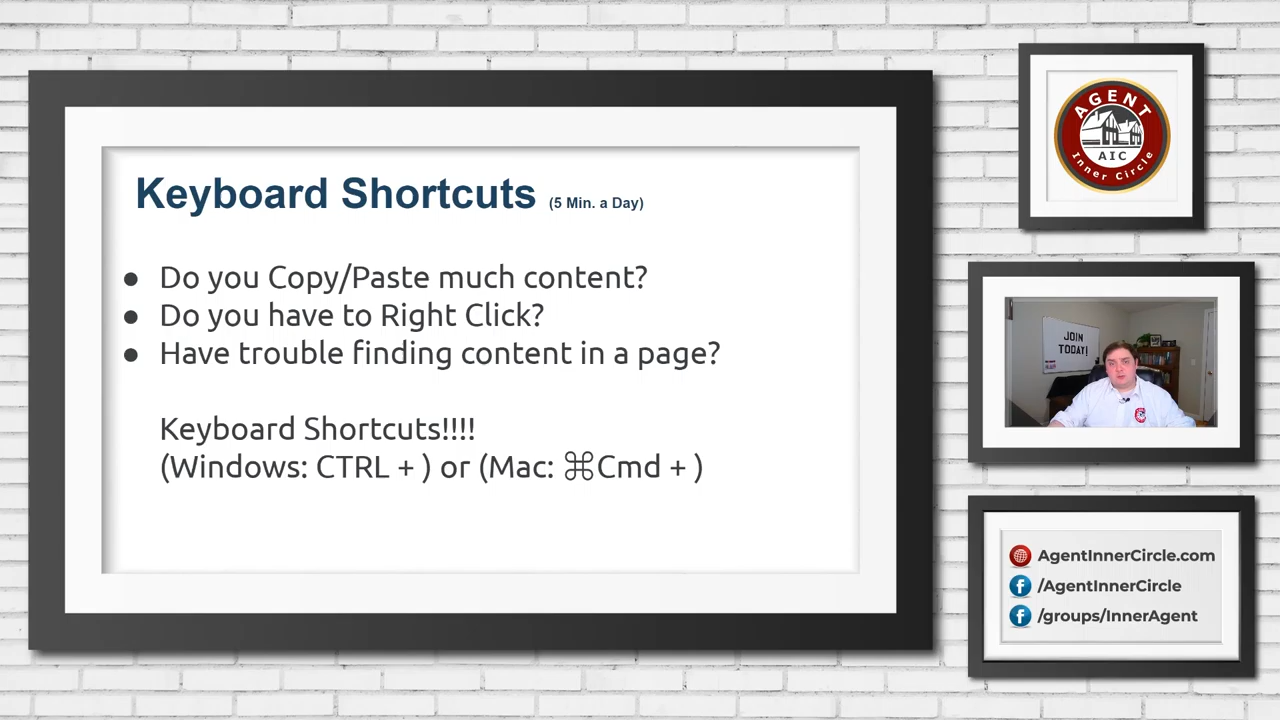 Keyboard Shortcuts (5 Min. a Day)
● Do you Copy/Paste much content?
● Do you have to Right Click?
● Have trouble finding content in a page?
Keyboard Shortcuts!!!!
(Windows: CTRL + ) or (Mac: ⌘Cmd + )
AGENT
AIC
Inner Circle
JOIN
TODAY!
AgentInnerCircle.com
/AgentInnerCircle
/groups/InnerAgent